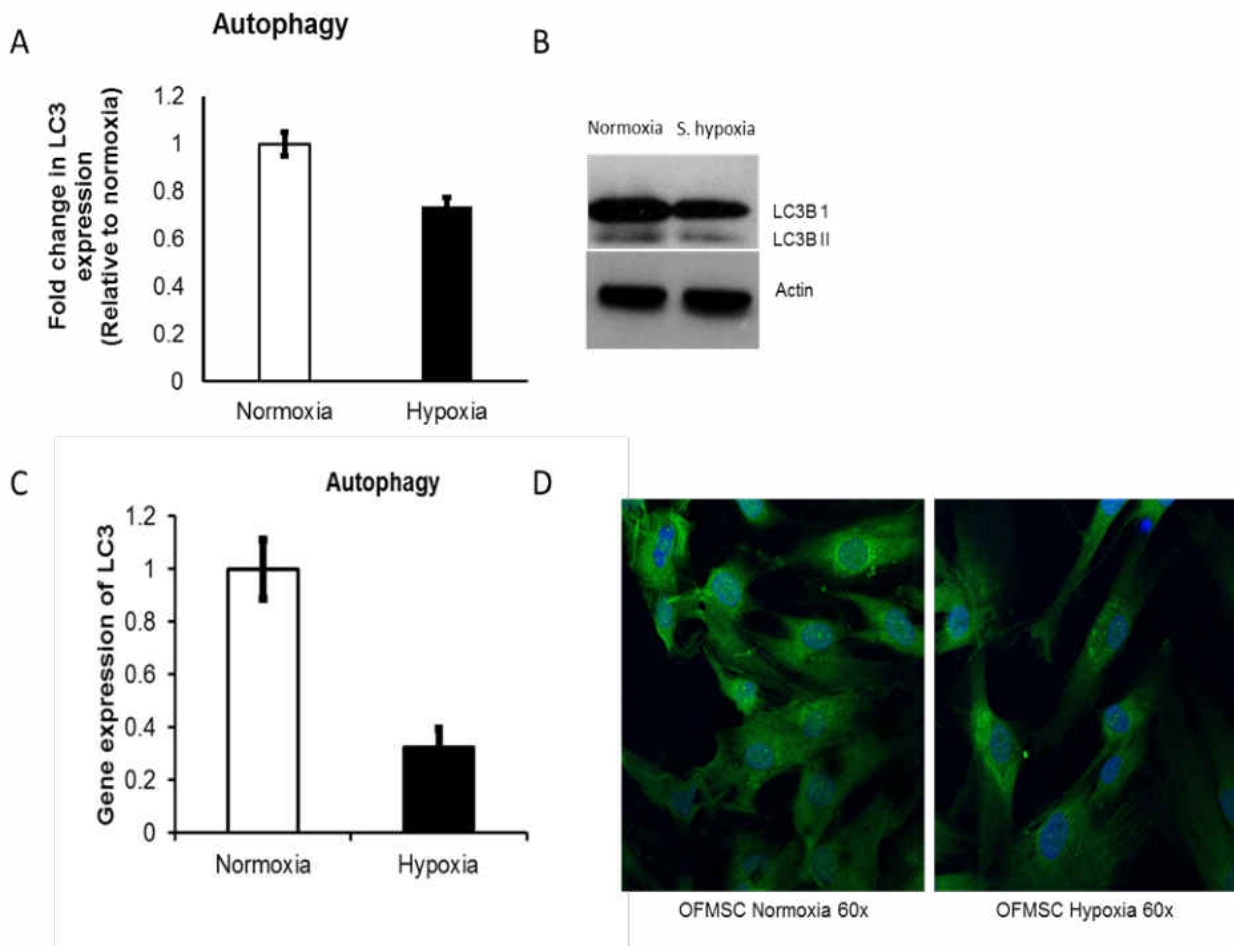 A
Autophagy
Fold change in LC3
expression
(Relative to normoxia)
1.2
1
0.8
0.6
0.4
0.2
0
Normoxia
Hypoxia
B
Normoxia S. hypoxia
LC3B 1
LC3B II
Actin
C
Autophagy
Gene expression of LC3
1.2
1
0.8
0.6
0.4
0.2
0
Normoxia
Hypoxia
D
OFMSC Normoxia 60x
OFMSC Hypoxia 60x